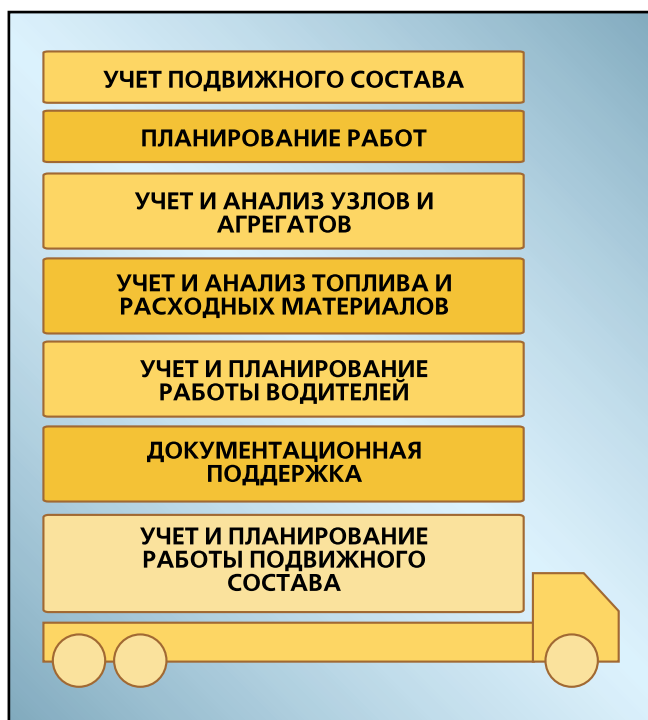 УЧЕТ ПОДВИЖНОГО СОСТАВА
ПЛАНИРОВАНИЕ РАБОТ
УЧЕТ И АНАЛИЗ УЗЛОВ И
АГРЕГАТОВ
УЧЕТ И АНАЛИЗ ТОПЛИВА И
РАСХОДНЫХ МАТЕРИАЛОВ
УЧЕТ И ПЛАНИРОВАНИЕ
РАБОТЫ ВОДИТЕЛЕЙ
ДОКУМЕНТАЦИОННАЯ
ПОДДЕРЖКА
УЧЕТ И ПЛАНИРОВАНИЕ
РАБОТЫ ПОДВИЖНОГО
СОСТАВА